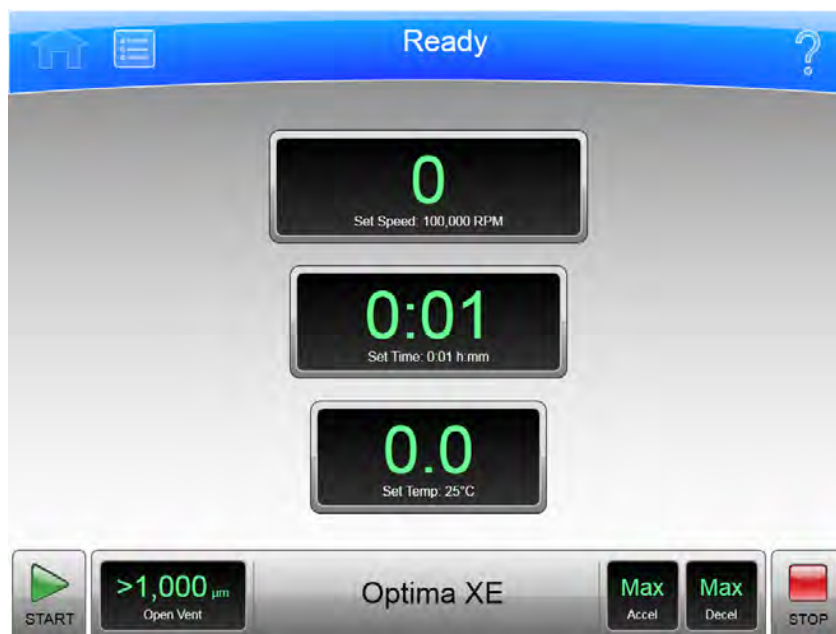 Ready
?
0
Set Speed: 100,000 RPM
0:01
Set Time: 0:01 h:mm
0.0
Set Temp: 25°C
START
>1,000 µm
Open Vent
Optima XE
Max
Accel
Max
Decel
STOP